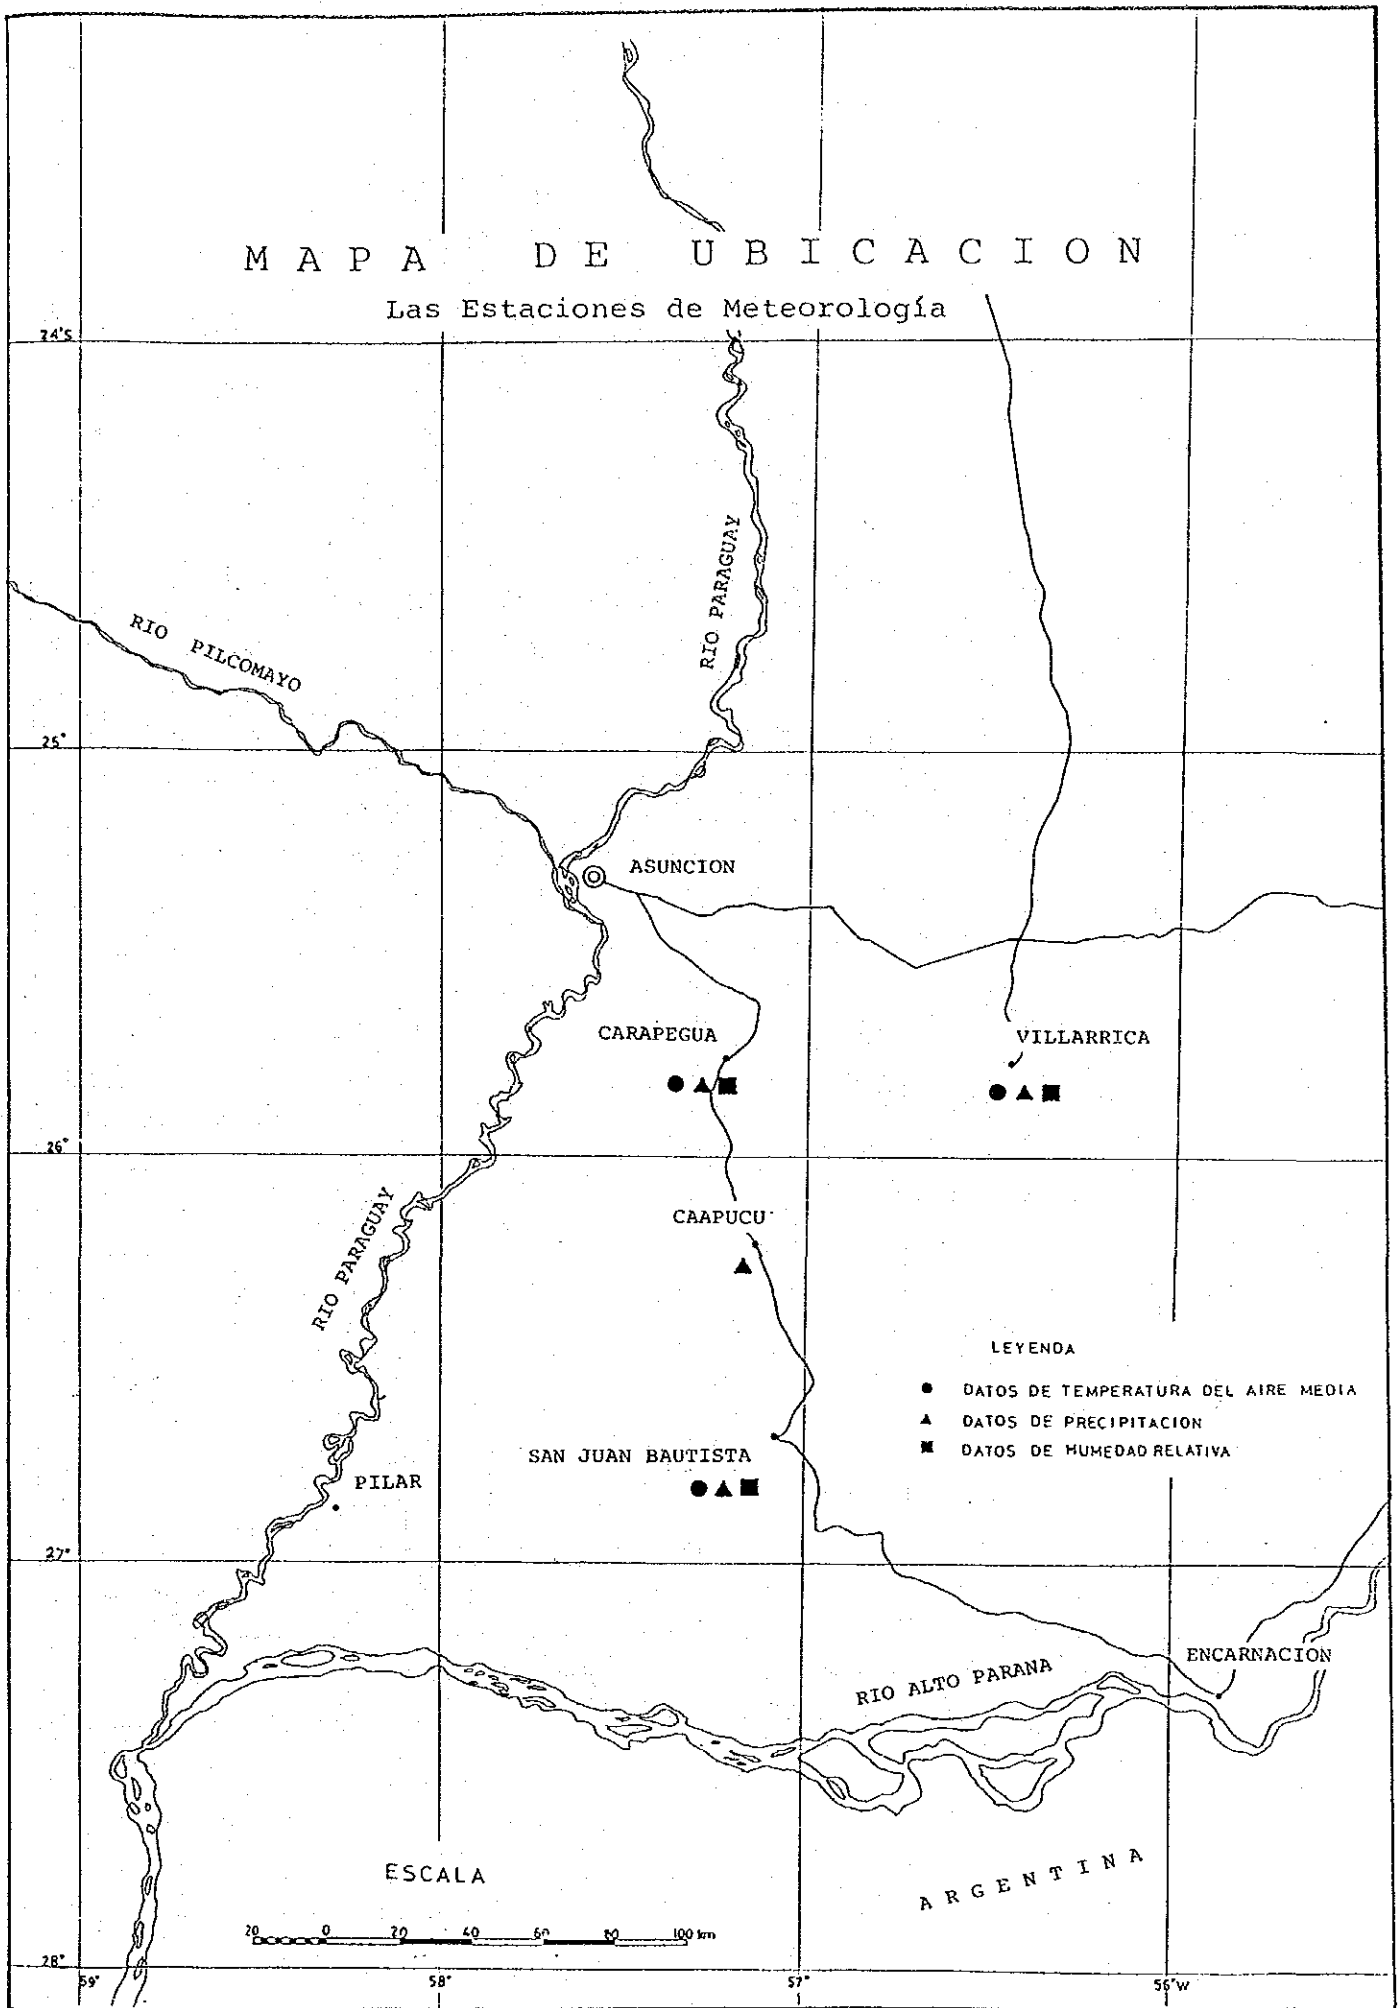 MAPA DE UBICACION
Las Estaciones de Meteorología
24°S
RIO PARAGUAY
RIO PILCOMAYO
25°
ASUNCION
CARAPEGUA
VILLARRICA
26°
RIO PARAGUAY
CAAPUCU
LEYENDA
DATOS DE TEMPERATURA DEL AIRE MEDIA
DATOS DE PRECIPITACION
DATOS DE HUMEDAD RELATIVA
SAN JUAN BAUTISTA
PILAR
27°
ENCARNACION
RIO ALTO PARANA
ARGENTINA
ESCALA
20 0 20 40 60 80 100 km
28°
59° 58° 57° 56°W